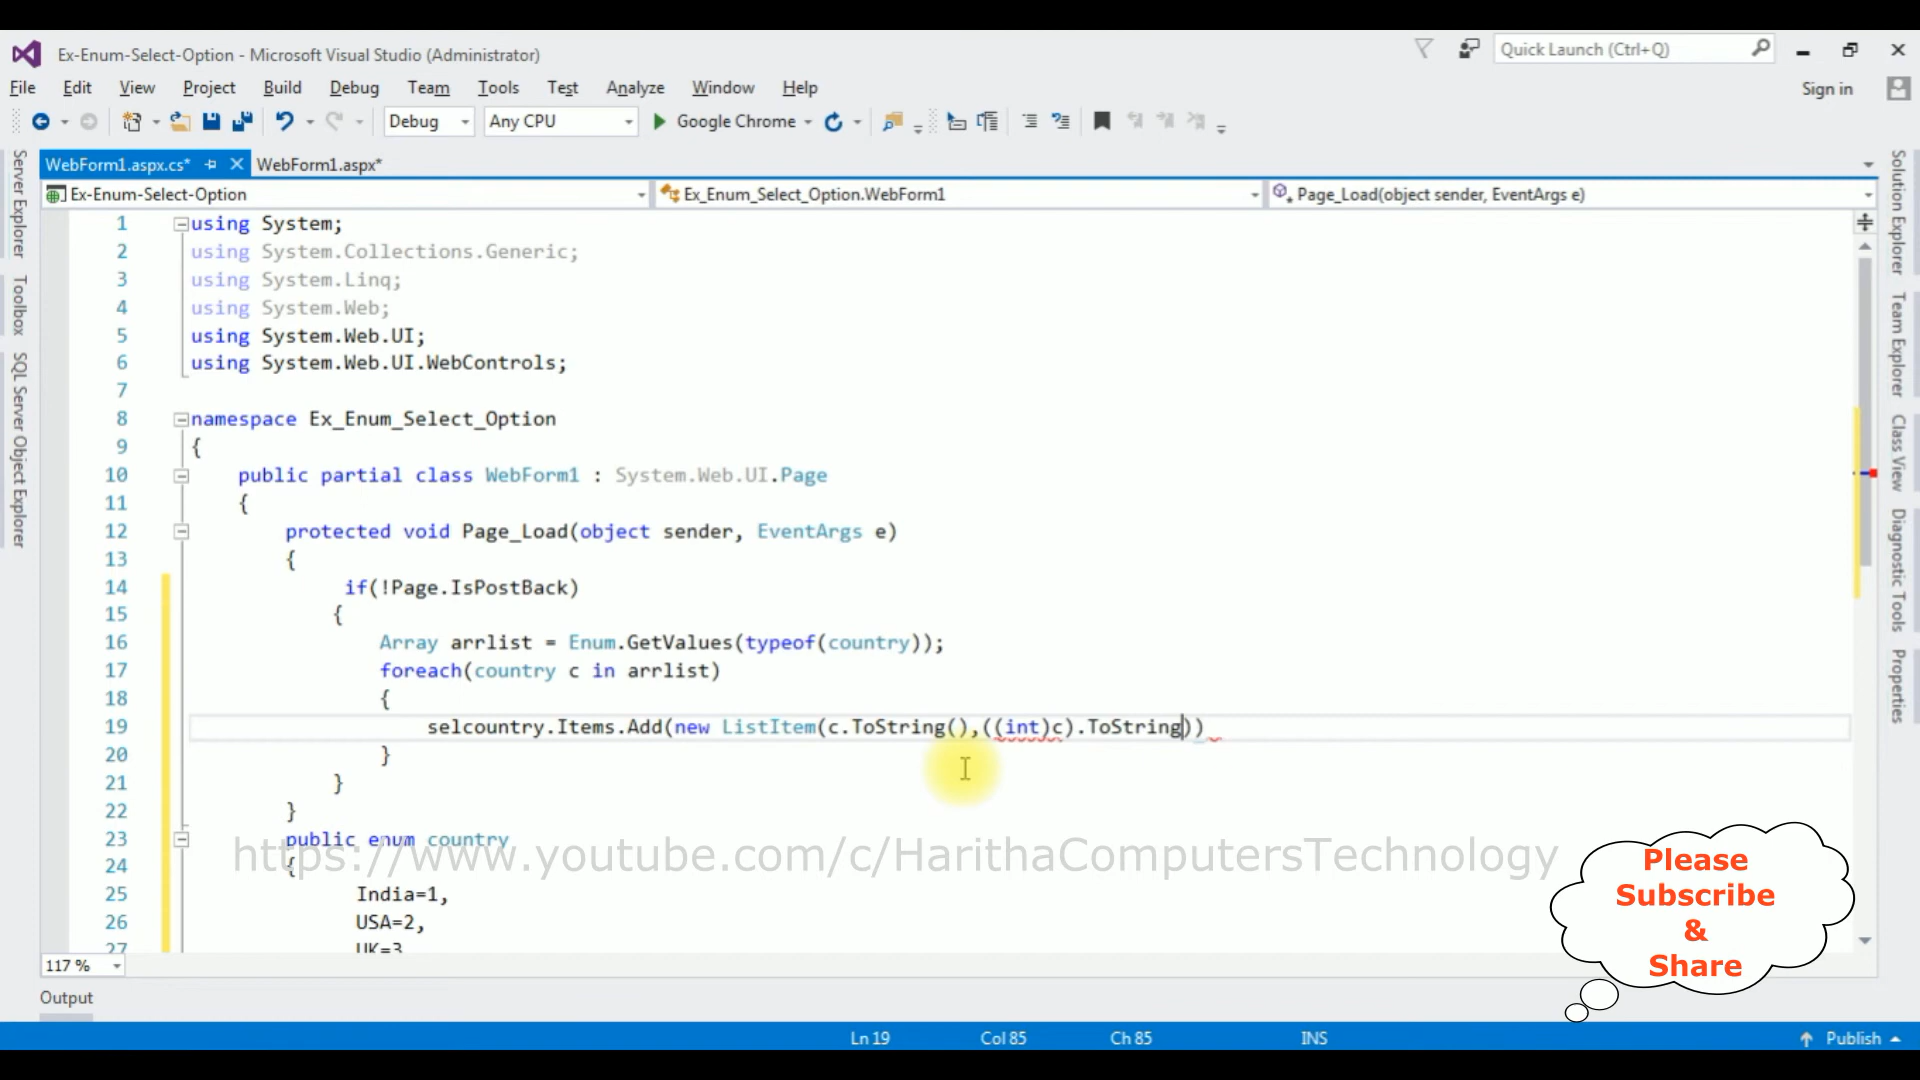 Ex-Enum-Select-Option - Microsoft Visual Studio (Administrator)
Quick Launch (Ctrl+Q)
File Edit View Project Build Debug Team Tools Test Analyze Window Help
Sign in
Debug Any CPU Google Chrome
WebForm1.aspx.cs* WebForm1.aspx*
Ex-Enum-Select-Option Ex_Enum_Select_Option.WebForm1 Page_Load(object sender, EventArgs e)
Server Explorer
Toolbox
SQL Server Object Explorer
1 using System;
2 using System.Collections.Generic;
3 using System.Linq;
4 using System.Web;
5 using System.Web.UI;
6 using System.Web.UI.WebControls;
7
8 namespace Ex_Enum_Select_Option
9 {
10 public partial class WebForm1 : System.Web.UI.Page
11 {
12 protected void Page_Load(object sender, EventArgs e)
13 {
14 if(!Page.IsPostBack)
15 {
16 Array arrlist = Enum.GetValues(typeof(country));
17 foreach(country c in arrlist)
18 {
19 selcountry.Items.Add(new ListItem(c.ToString(),((int)c).ToString))
20 }
21 }
22 }
23 public enum country
24 {
25 India=1,
26 USA=2,
27 UK=3
https://www.youtube.com/c/HarithaComputersTechnology
Solution Explorer
Team Explorer
Class View
Diagnostic Tools
Properties
Please
Subscribe
&
Share
117 %
Output
Ln 19 Col 85 Ch 85 INS Publish